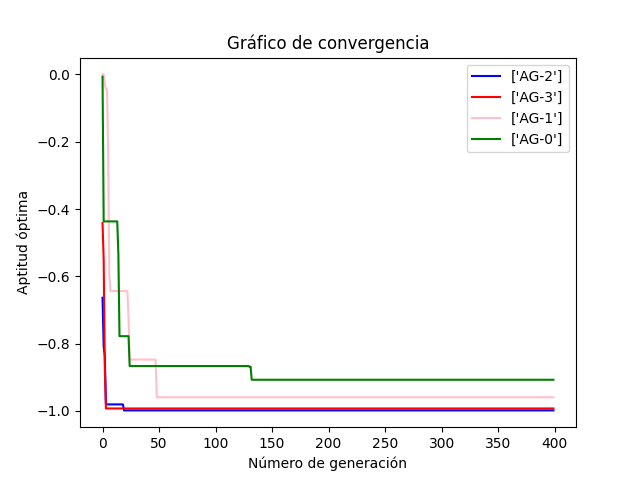 Gráfico de convergencia
['AG-2']
['AG-3']
['AG-1']
['AG-0']
Aptitud óptima
0.0
−0.2
−0.4
−0.6
−0.8
−1.0
0 50 100 150 200 250 300 350 400
Número de generación